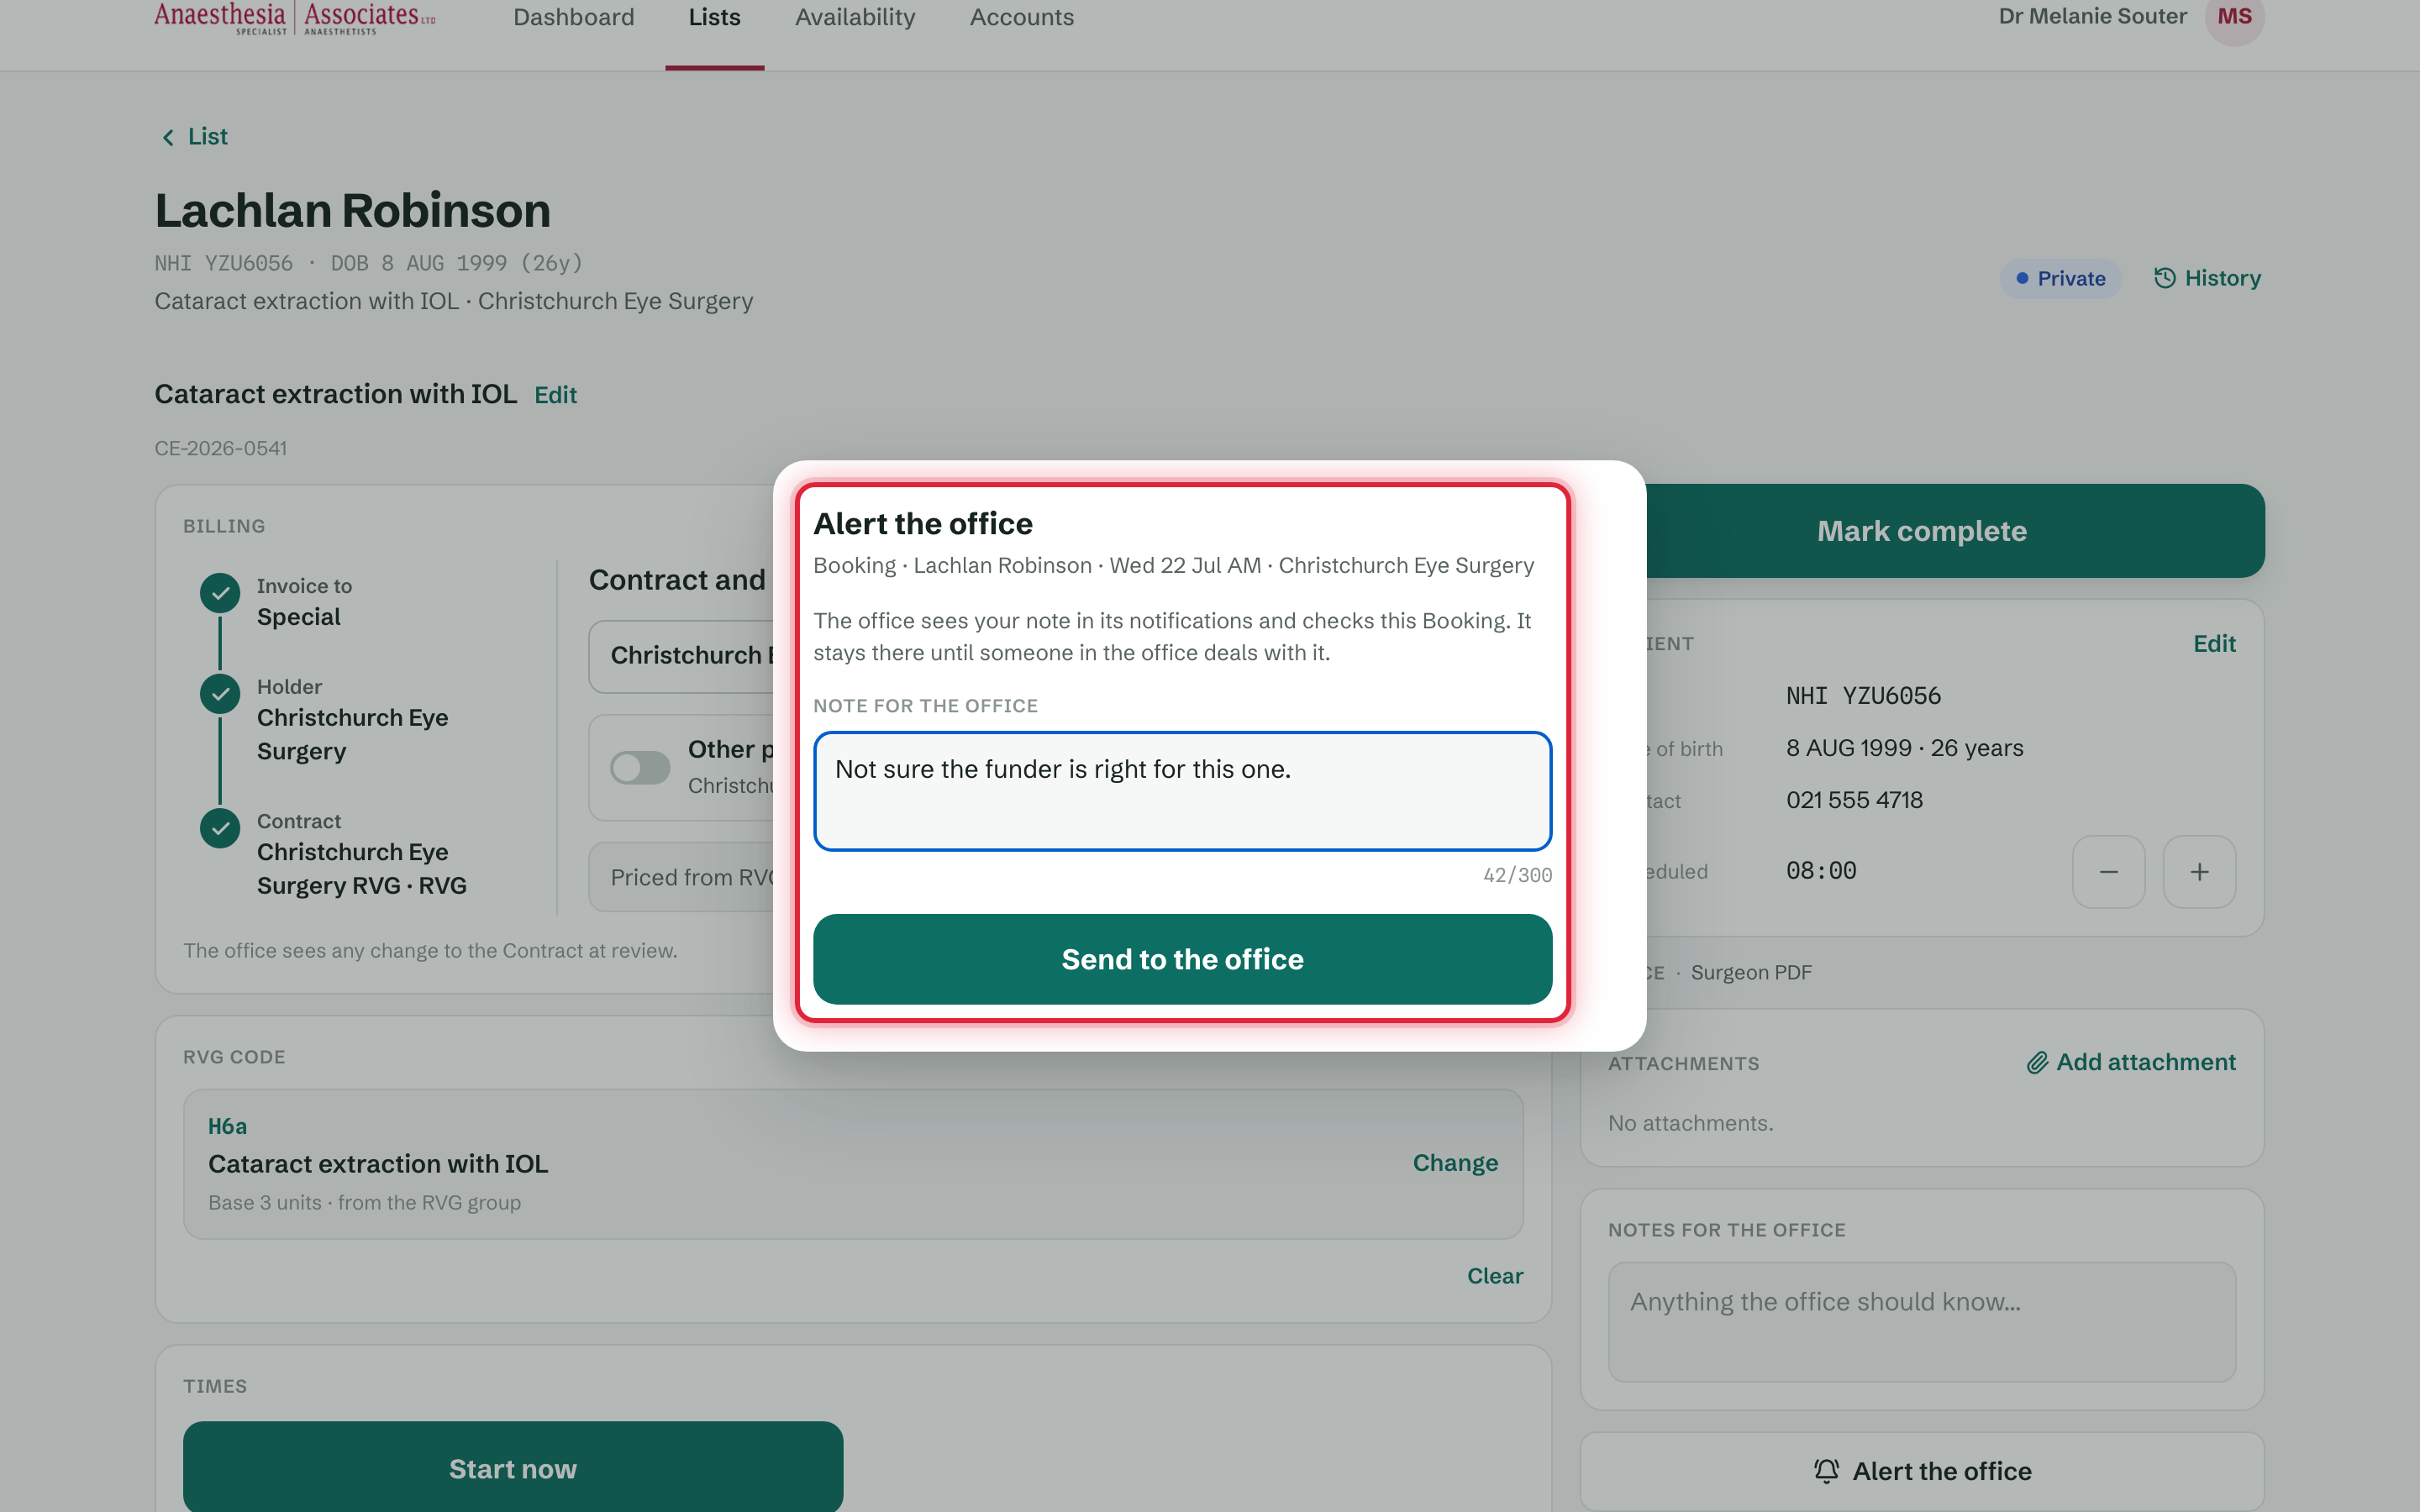 Anaesthesia | Associates LTD
SPECIALIST ANAESTHETISTS
Dashboard
Lists
Availability
Accounts
Dr Melanie Souter
MS
List
Lachlan Robinson
NHI YZU6056 · DOB 8 AUG 1999 (26y)
Cataract extraction with IOL · Christchurch Eye Surgery
Private
History
Cataract extraction with IOL
Edit
CE-2026-0541
BILLING
Invoice to
Special
Holder
Christchurch Eye
Surgery
Contract
Christchurch Eye
Surgery RVG · RVG
Contract and
Christchurch
Other
Christchu
Priced from RV
The office sees any change to the Contract at review.
Alert the office
Booking · Lachlan Robinson · Wed 22 Jul AM · Christchurch Eye Surgery
The office sees your note in its notifications and checks this Booking. It
stays there until someone in the office deals with it.
NOTE FOR THE OFFICE
Not sure the funder is right for this one.
42/300
Send to the office
Mark complete
IENT
Edit
NHI YZU6056
of birth
8 AUG 1999 · 26 years
tact
021 555 4718
eduled
08:00
CE · Surgeon PDF
RVG CODE
H6a
Cataract extraction with IOL
Base 3 units · from the RVG group
Change
Clear
ATTACHMENTS
Add attachment
No attachments.
NOTES FOR THE OFFICE
Anything the office should know...
TIMES
Start now
Alert the office